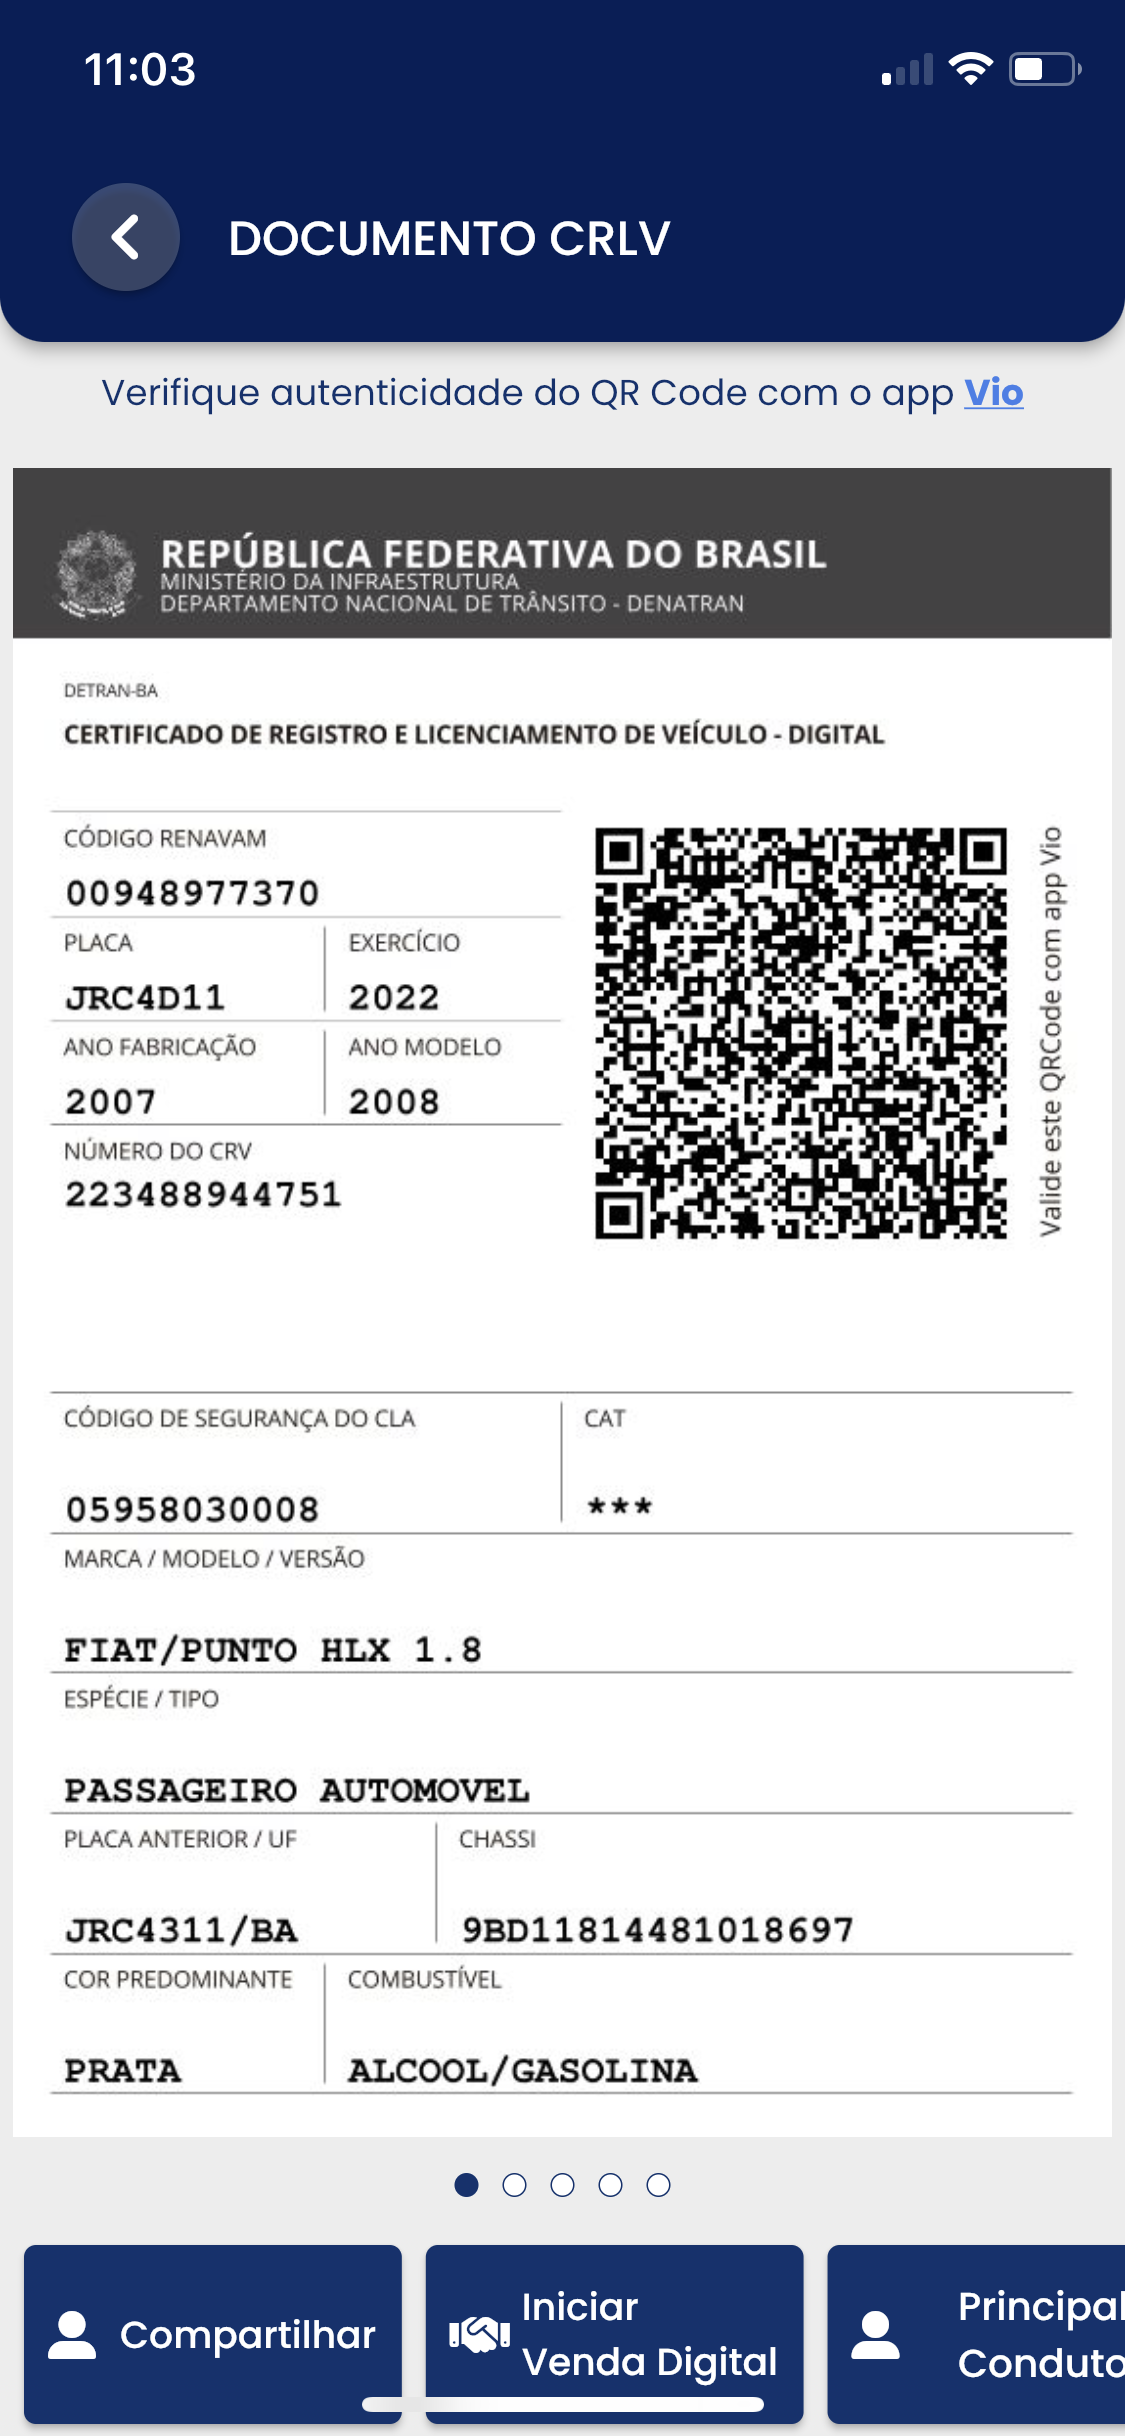 11:03
DOCUMENTO CRLV
Verifique autenticidade do QR Code com o app Vio
REPÚBLICA FEDERATIVA DO BRASIL
MINISTÉRIO DA INFRAESTRUTURA
DEPARTAMENTO NACIONAL DE TRÂNSITO - DENATRAN
DETRAN-BA
CERTIFICADO DE REGISTRO E LICENCIAMENTO DE VEÍCULO - DIGITAL
CÓDIGO RENAVAM
00948977370
PLACA EXERCÍCIO
JRC4D11 2022
ANO FABRICAÇÃO ANO MODELO
2007 2008
NÚMERO DO CRV
223488944751
Valide este QRCode com app Vio
CÓDIGO DE SEGURANÇA DO CLA CAT
05958030008 ***
MARCA / MODELO / VERSÃO
FIAT/PUNTO HLX 1.8
ESPÉCIE / TIPO
PASSAGEIRO AUTOMOVEL
PLACA ANTERIOR / UF CHASSI
JRC4311/BA 9BD11814481018697
COR PREDOMINANTE COMBUSTÍVEL
PRATA ALCOOL/GASOLINA
Compartilhar
Iniciar
Venda Digital
Principal
Conduto